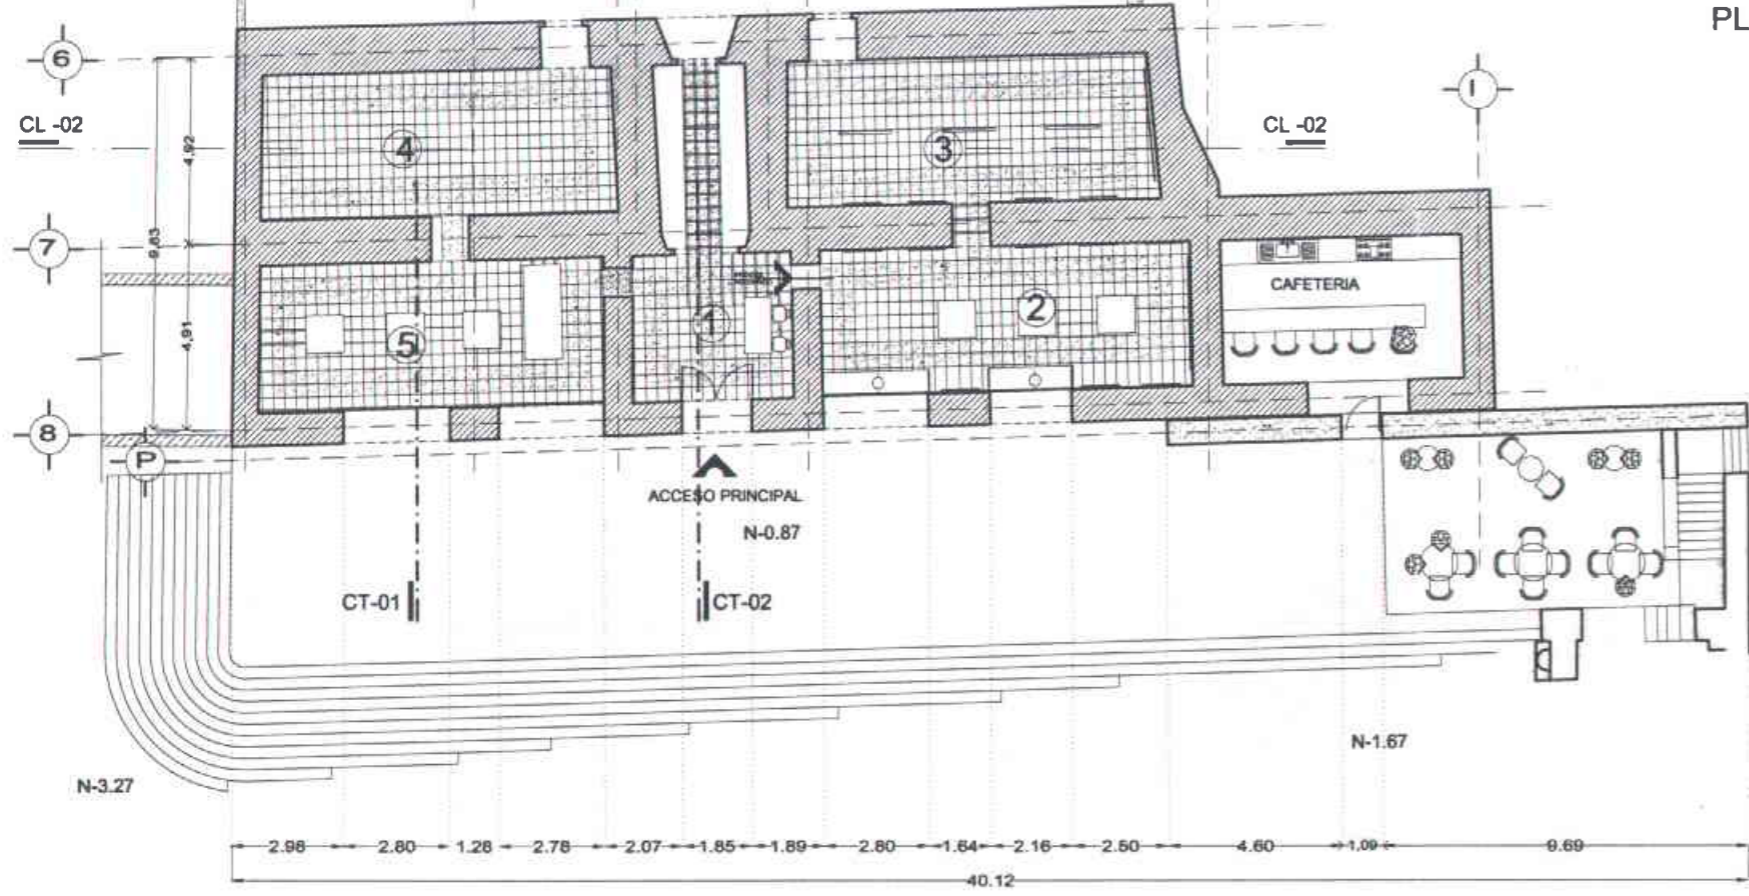 PL
6
I
CL -02
CL -02
4,92
4
3
9,83
7
CAFETERIA
1
2
5
4,91
8
P
ACCESO PRINCIPAL
N-0.87
CT-01
CT-02
N-1.67
N-3.27
2.98 2.80 1.28 2.78 2.07 1.85 1.89 2.80 1.64 2.16 2.50 4.60 1,09 9.69
40.12